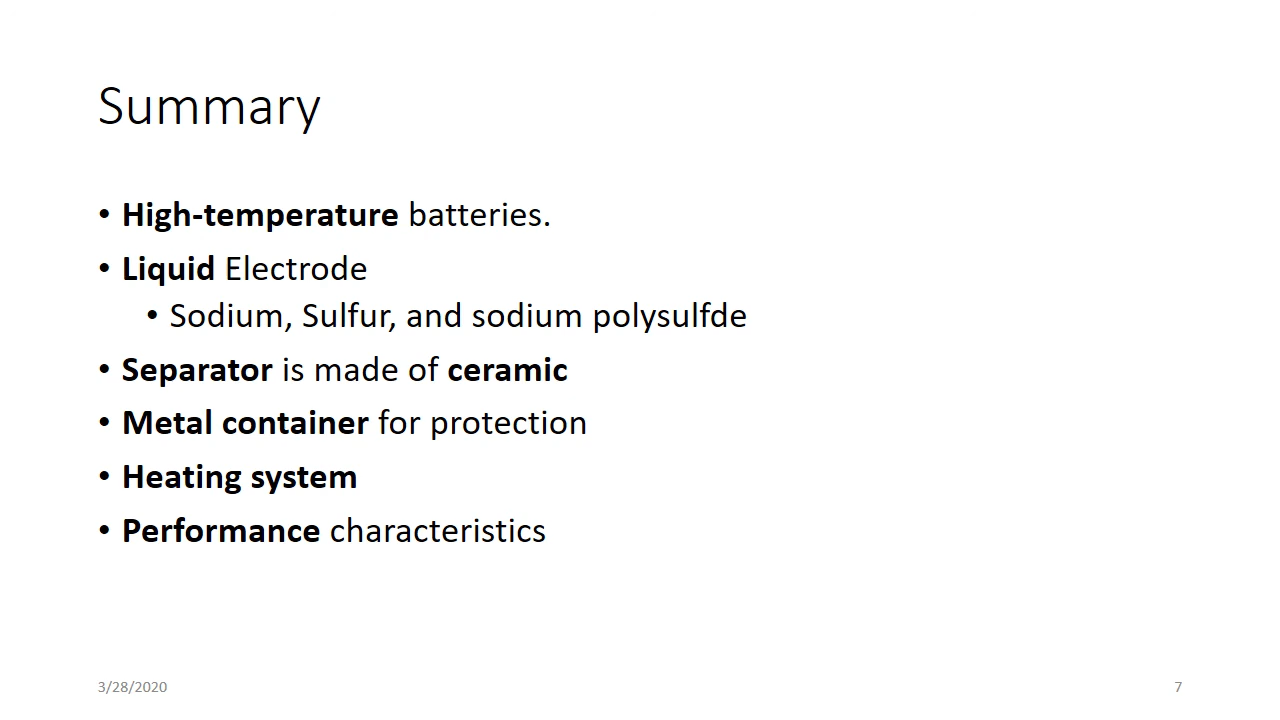 Summary
• High-temperature batteries.
• Liquid Electrode
• Sodium, Sulfur, and sodium polysulfde
• Separator is made of ceramic
• Metal container for protection
• Heating system
• Performance characteristics
3/28/2020
7